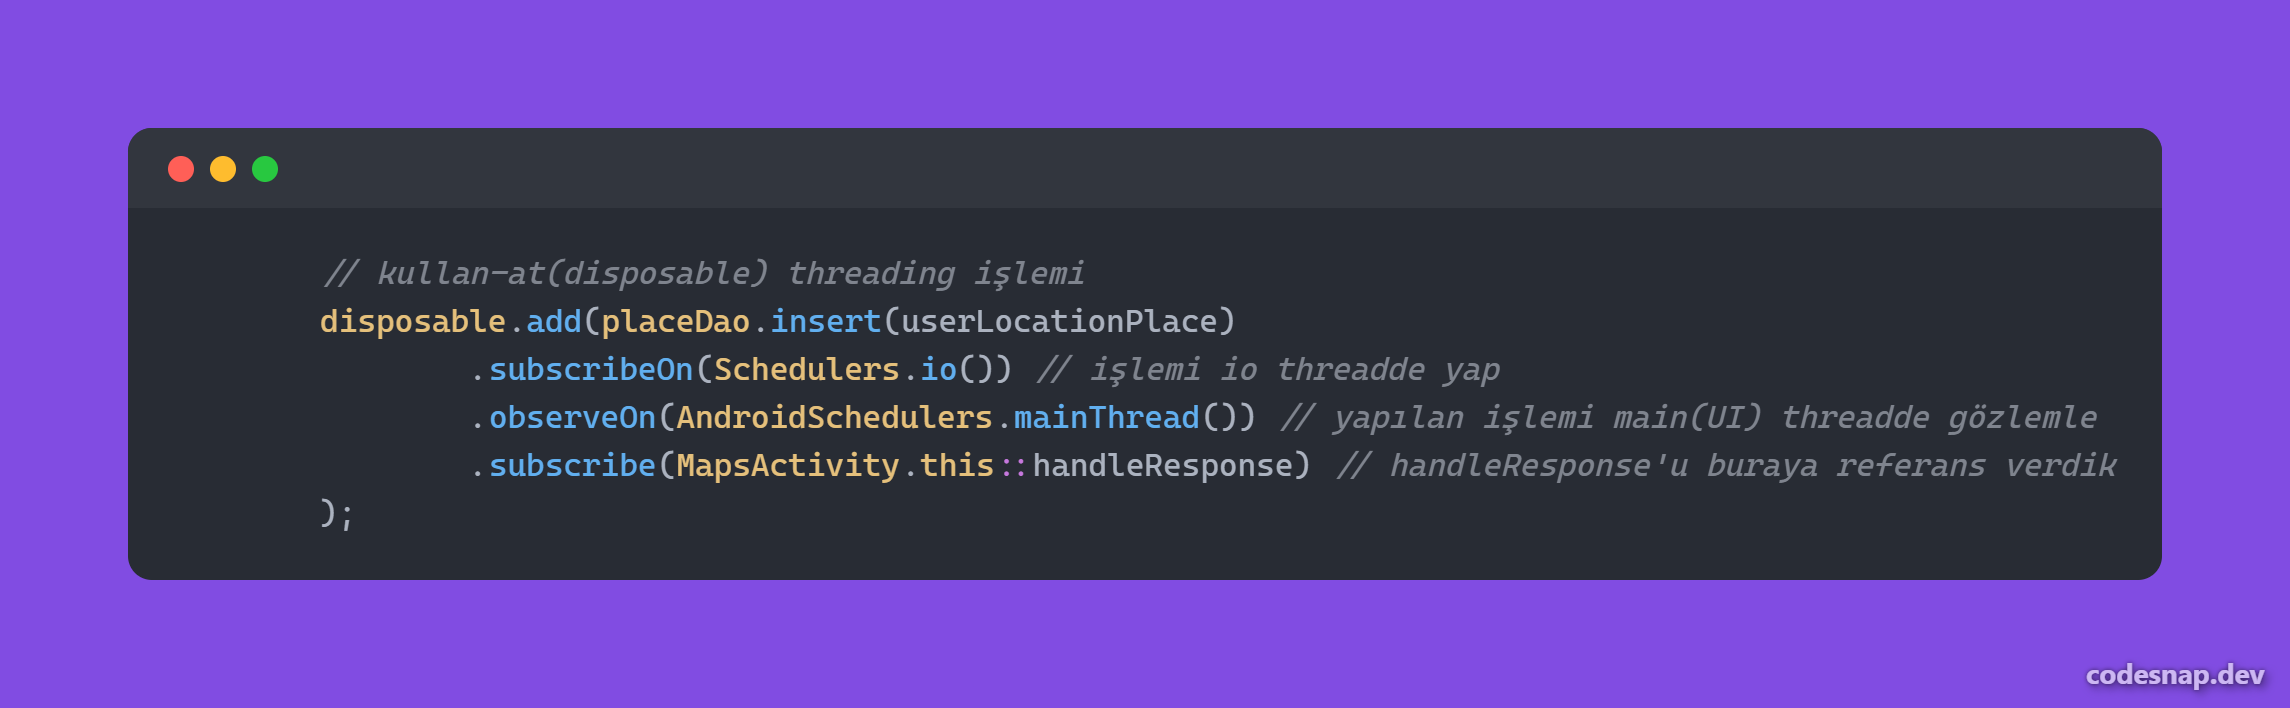 // kullan-at(disposable) threading işlemi
disposable.add(placeDao.insert(userLocationPlace)
.subscribeOn(Schedulers.io()) // işlemi io threadde yap
.observeOn(AndroidSchedulers.mainThread()) // yapılan işlemi main(UI) threadde gözlemle
.subscribe(MapsActivity.this::handleResponse) // handleResponse'u buraya referans verdik
);
codesnap.dev